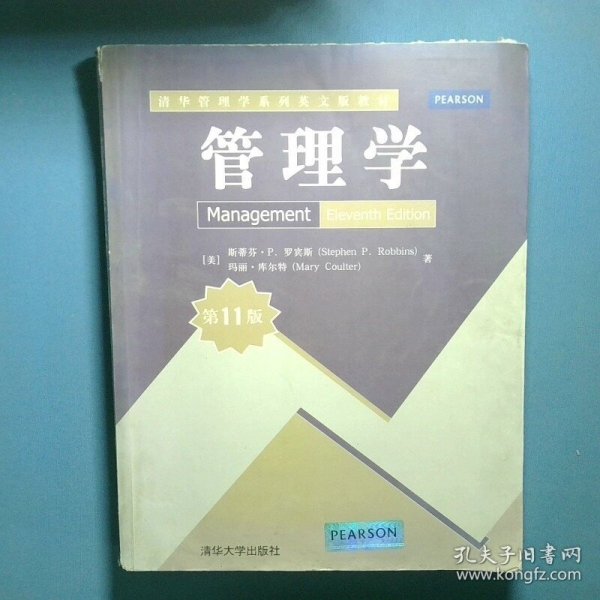 清华管理学系列英文版教材
PEARSON
管理学
Management Eleventh Edition
[美] 斯蒂芬·P. 罗宾斯 (Stephen P. Robbins)
玛丽·库尔特 (Mary Coulter) 著
第11版
PEARSON
清华大学出版社
孔夫子旧书网
www.kongfz.com